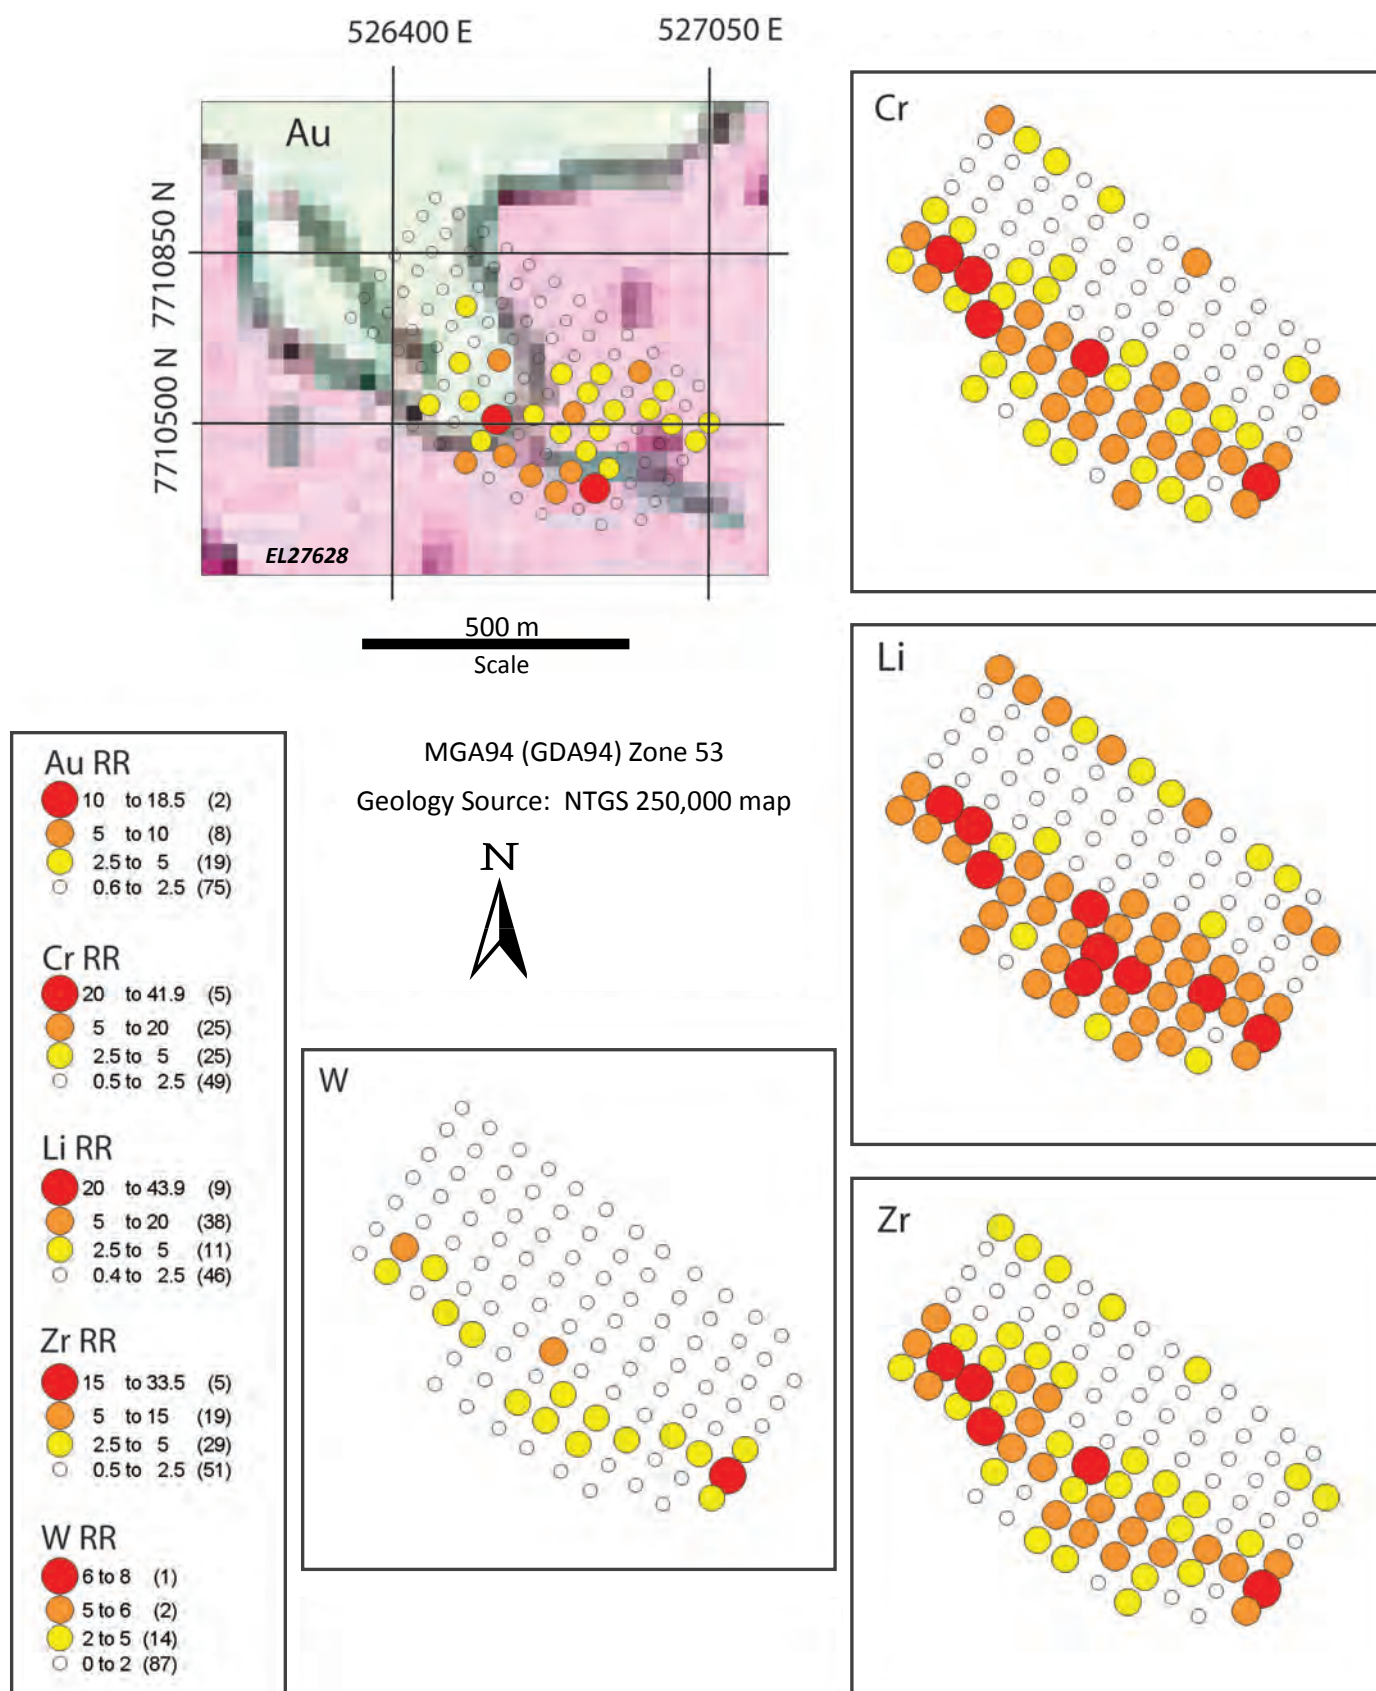 526400 E
527050 E
Au
7710850 N
7710500 N
EL27628
500 m
Scale
MGA94 (GDA94) Zone 53
Geology Source: NTGS 250,000 map
N
Cr
Li
Zr
W
Au RR
10 to 18.5 (2)
5 to 10 (8)
2.5 to 5 (19)
0.6 to 2.5 (75)
Cr RR
20 to 41.9 (5)
5 to 20 (25)
2.5 to 5 (25)
0.5 to 2.5 (49)
Li RR
20 to 43.9 (9)
5 to 20 (38)
2.5 to 5 (11)
0.4 to 2.5 (46)
Zr RR
15 to 33.5 (5)
5 to 15 (19)
2.5 to 5 (29)
0.5 to 2.5 (51)
W RR
6 to 8 (1)
5 to 6 (2)
2 to 5 (14)
0 to 2 (87)